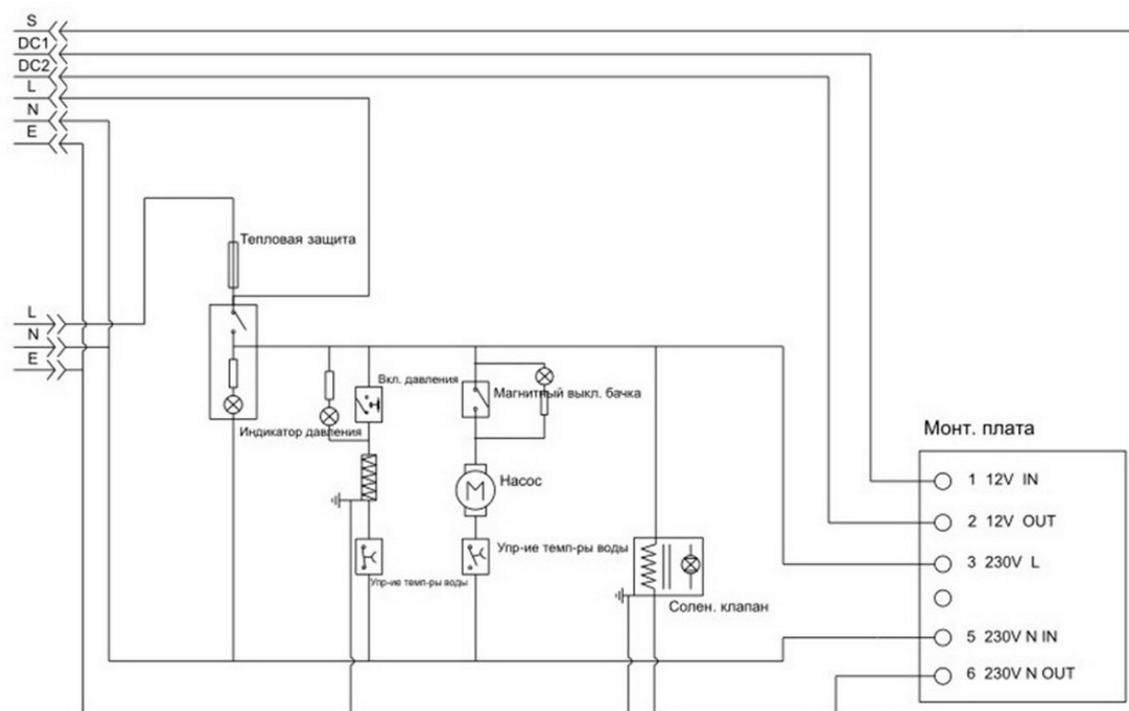 S
DC1
DC2
L
N
E
Тепловая защита
L
N
E
Вкл. давления
Магнитный выкл. бачка
Индикатор давления
Монт. плата
1 12V IN
Насос
M
2 12V OUT
Упр-ие темп-ры воды
3 230V L
Упр-ие темп-ры воды
Солен. клапан
5 230V N IN
6 230V N OUT